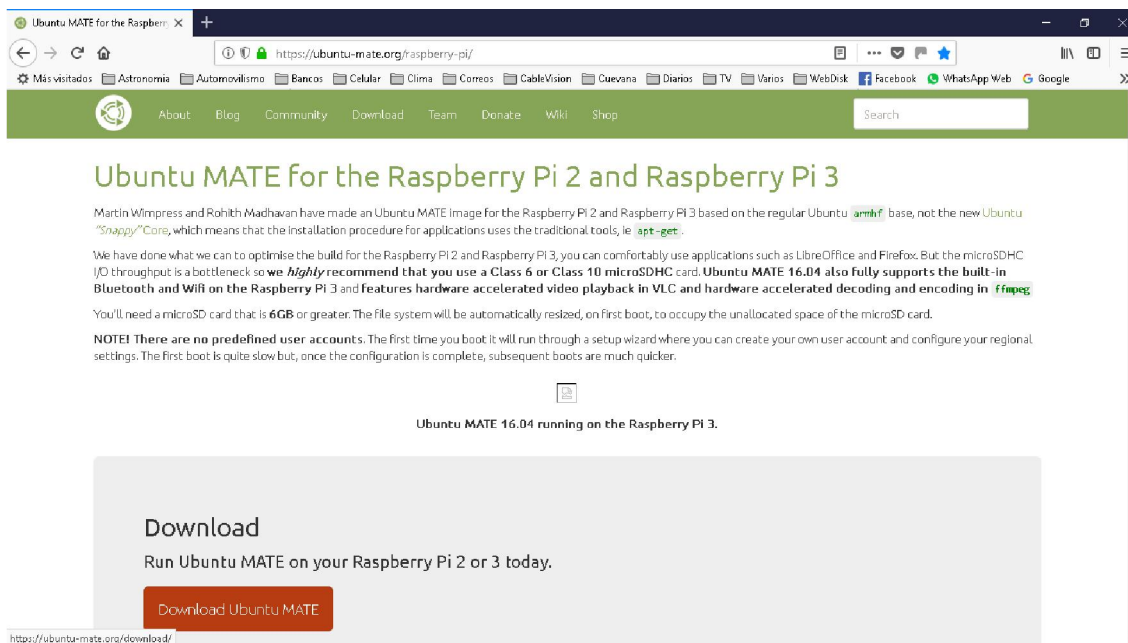 Ubuntu MATE for the Raspberr
https://ubuntu-mate.org/raspberry-pi/
Más visitados Astronomia Automovilismo Bancos Celular Clima Correos CableVision Cuevana Diarios TV Varios WebDisk Facebook WhatsApp Web Google
About Blog Community Download Team Donate Wiki Shop Search
Ubuntu MATE for the Raspberry Pi 2 and Raspberry Pi 3
Martin Wimpress and Rohith Madhavan have made an Ubuntu MATE image for the Raspberry Pi 2 and Raspberry Pi 3 based on the regular Ubuntu armhf base, not the new Ubuntu
"Snappy" Core, which means that the installation procedure for applications uses the traditional tools, ie apt-get.
We have done what we can to optimise the build for the Raspberry Pi 2 and Raspberry Pi 3, you can comfortably use applications such as LibreOffice and Firefox. But the microSDHC
I/O throughput is a bottleneck so we highly recommend that you use a Class 6 or Class 10 microSDHC card. Ubuntu MATE 16.04 also fully supports the built-in
Bluetooth and Wifi on the Raspberry Pi 3 and features hardware accelerated video playback in VLC and hardware accelerated decoding and encoding in ffmpeg
You'll need a microSD card that is 6GB or greater. The file system will be automatically resized, on first boot, to occupy the unallocated space of the microSD card.
NOTE! There are no predefined user accounts. The first time you boot it will run through a setup wizard where you can create your own user account and configure your regional
settings. The first boot is quite slow but, once the configuration is complete, subsequent boots are much quicker.
Ubuntu MATE 16.04 running on the Raspberry Pi 3.
Download
Run Ubuntu MATE on your Raspberry Pi 2 or 3 today.
Download Ubuntu MATE
https://ubuntu-mate.org/download/